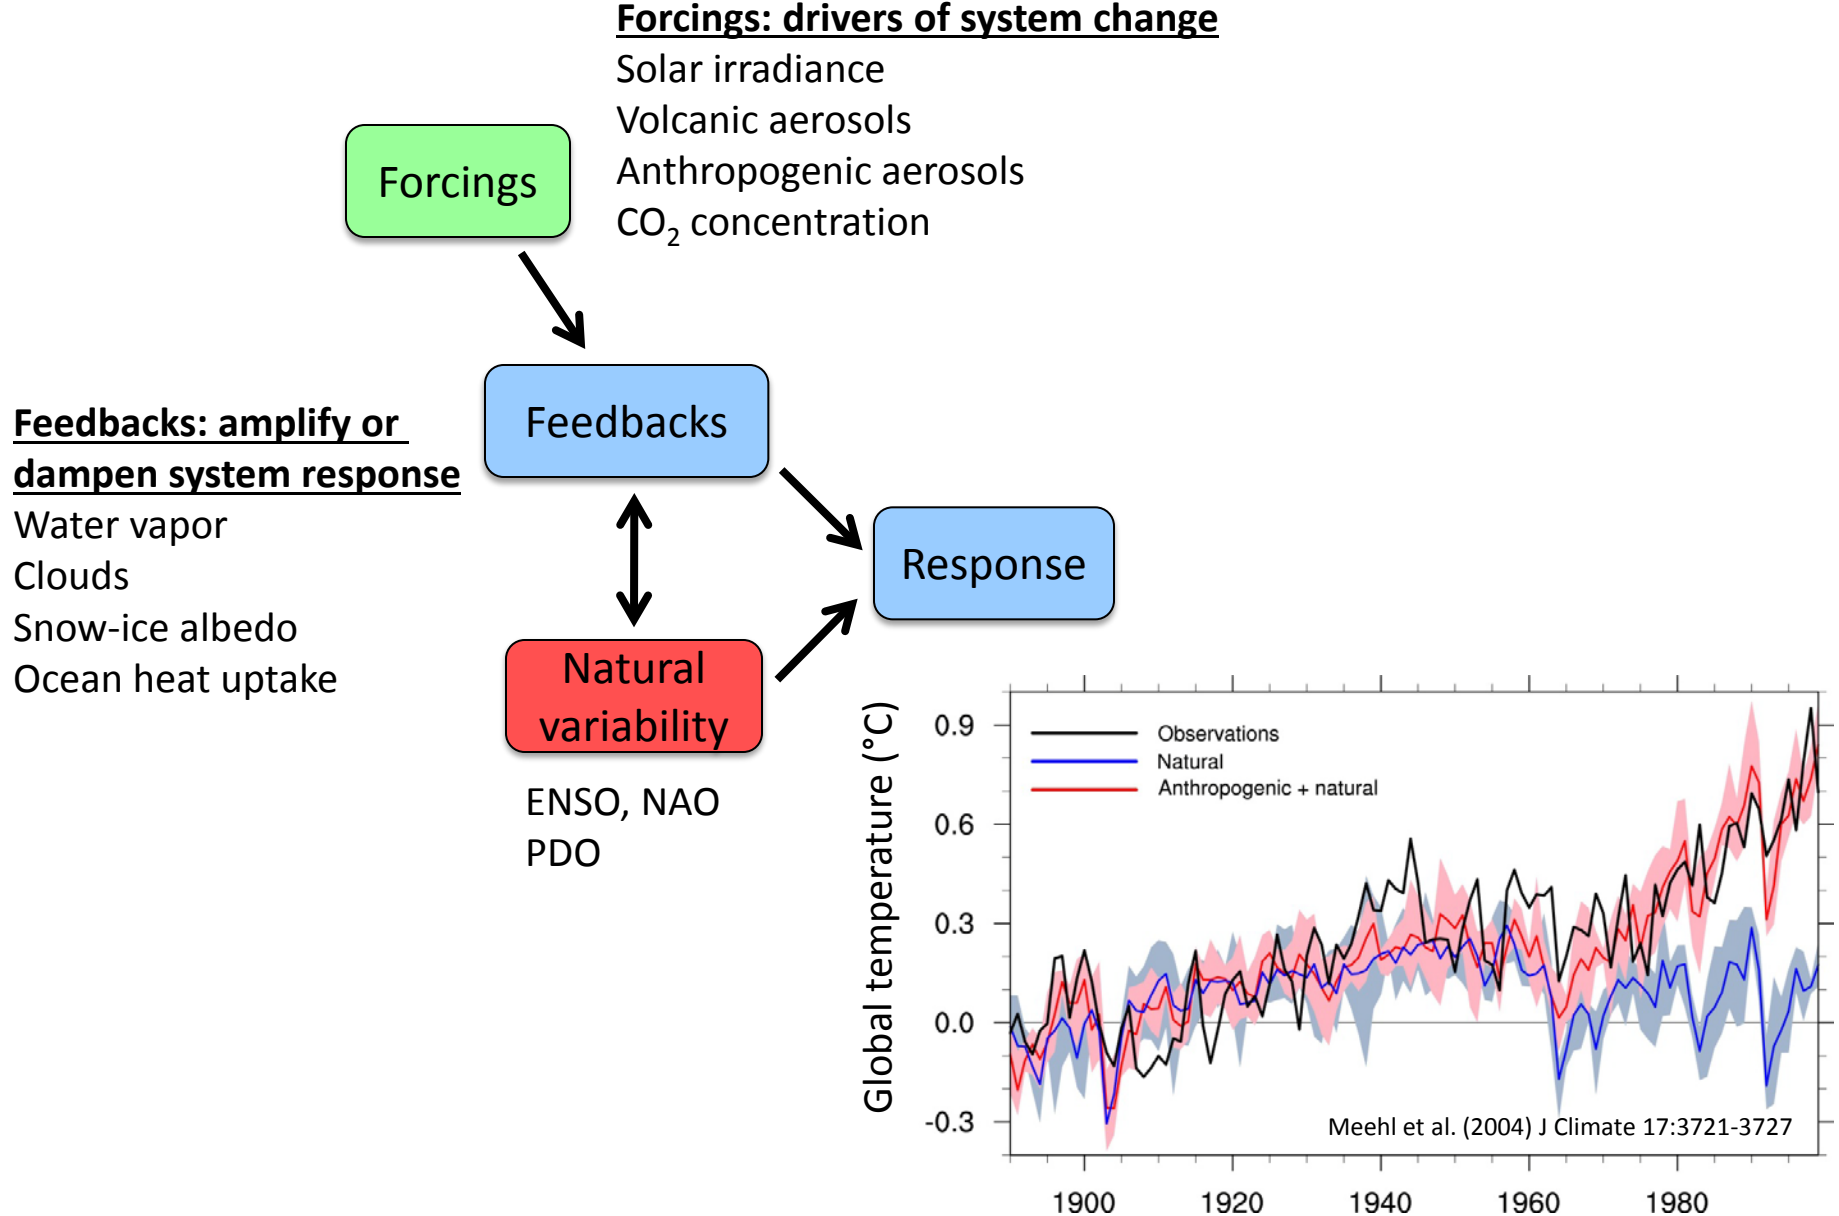 Forcings: drivers of system change
Solar irradiance
Volcanic aerosols
Anthropogenic aerosols
CO₂ concentration
Forcings
Feedbacks
Feedbacks: amplify or
dampen system response
Water vapor
Clouds
Snow-ice albedo
Ocean heat uptake
Response
Natural
variability
ENSO, NAO
PDO
Global temperature (°C)
0.9
0.6
0.3
0.0
-0.3
Observations
Natural
Anthropogenic + natural
Meehl et al. (2004) J Climate 17:3721-3727
1900 1920 1940 1960 1980